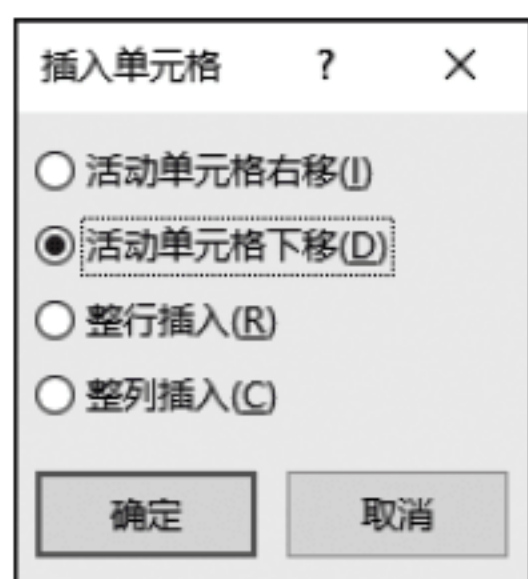 插入单元格 ? ×
活动单元格右移(I)
活动单元格下移(D)
整行插入(R)
整列插入(C)
确定 取消